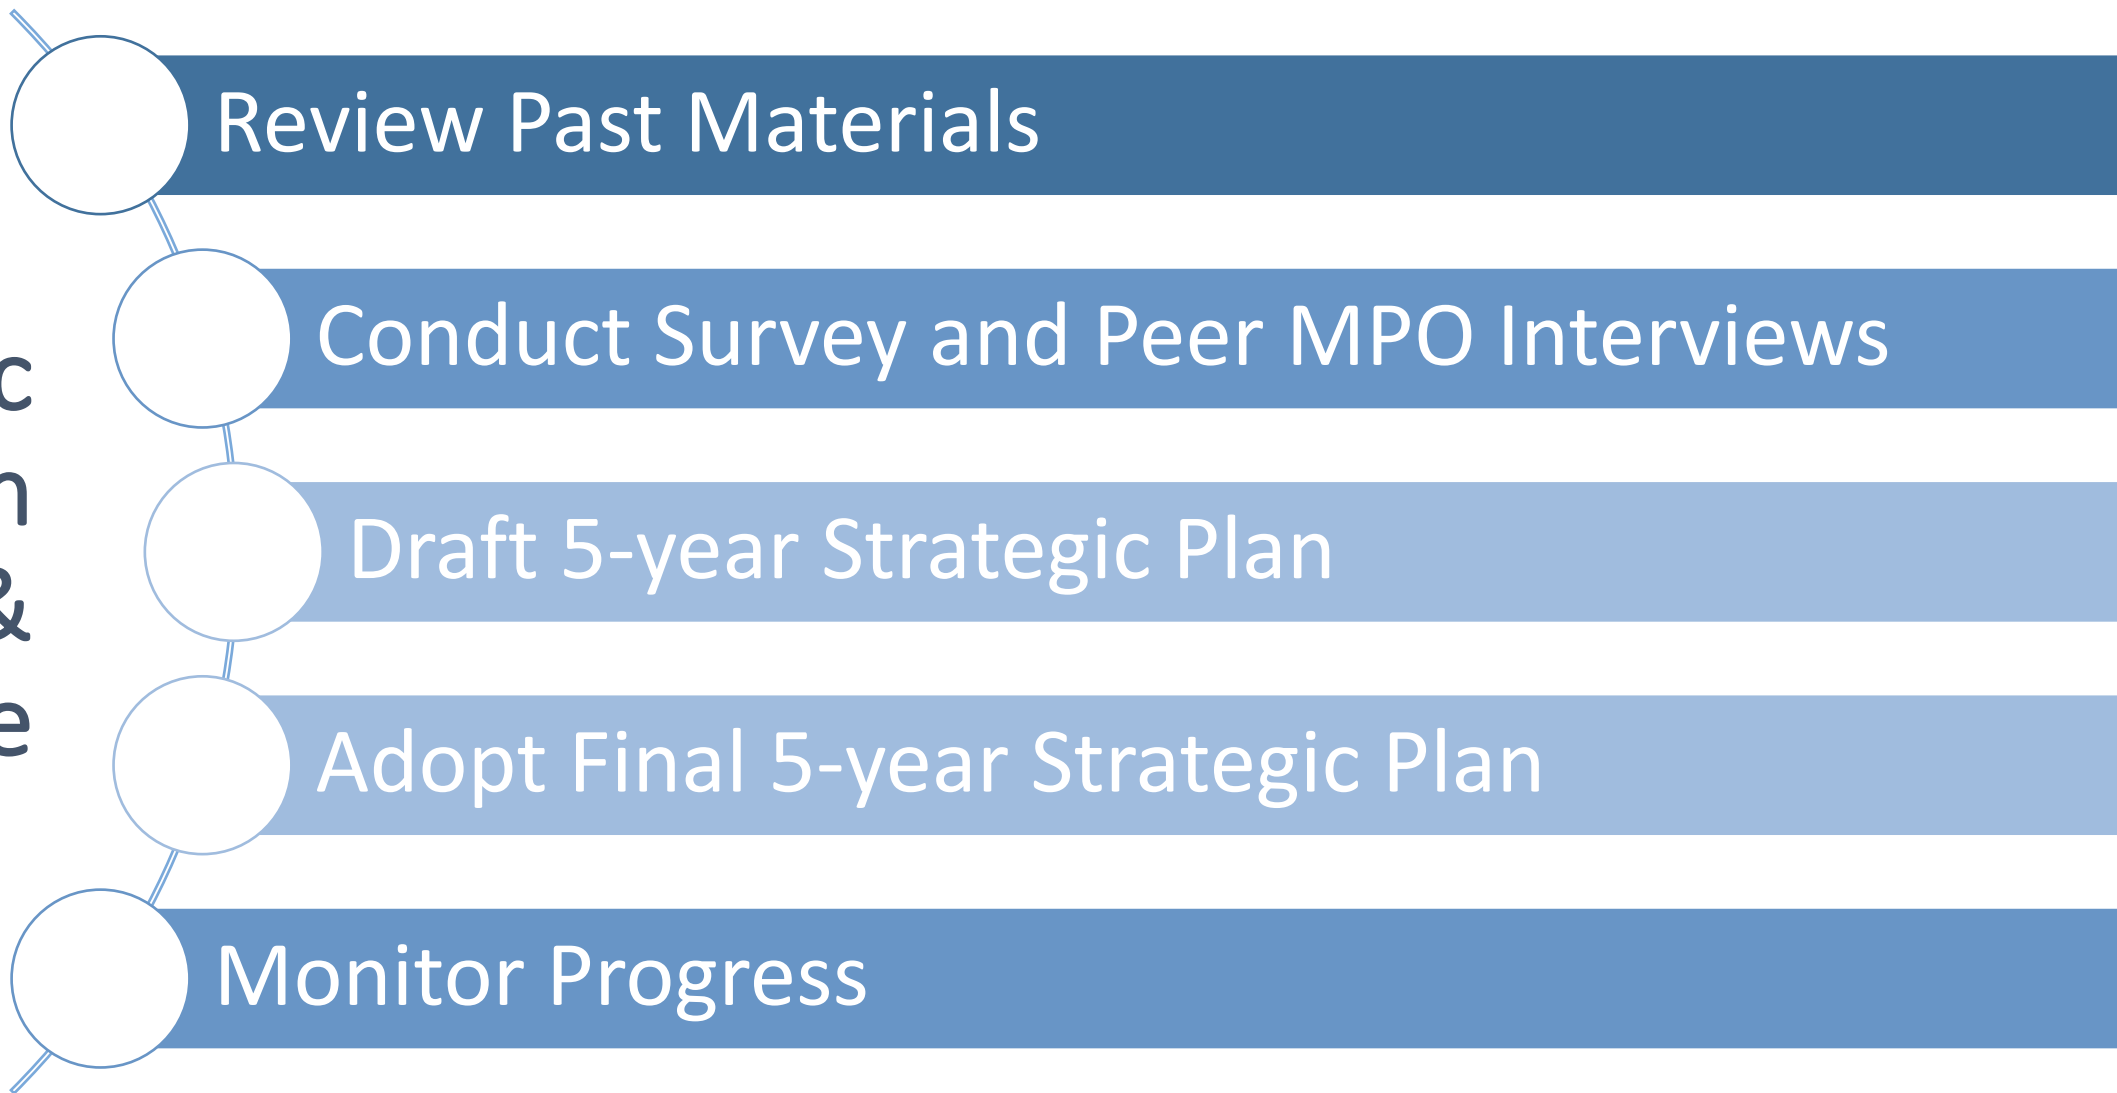 Review Past Materials
Conduct Survey and Peer MPO Interviews
c
n
Draft 5-year Strategic Plan
&
e
Adopt Final 5-year Strategic Plan
Monitor Progress